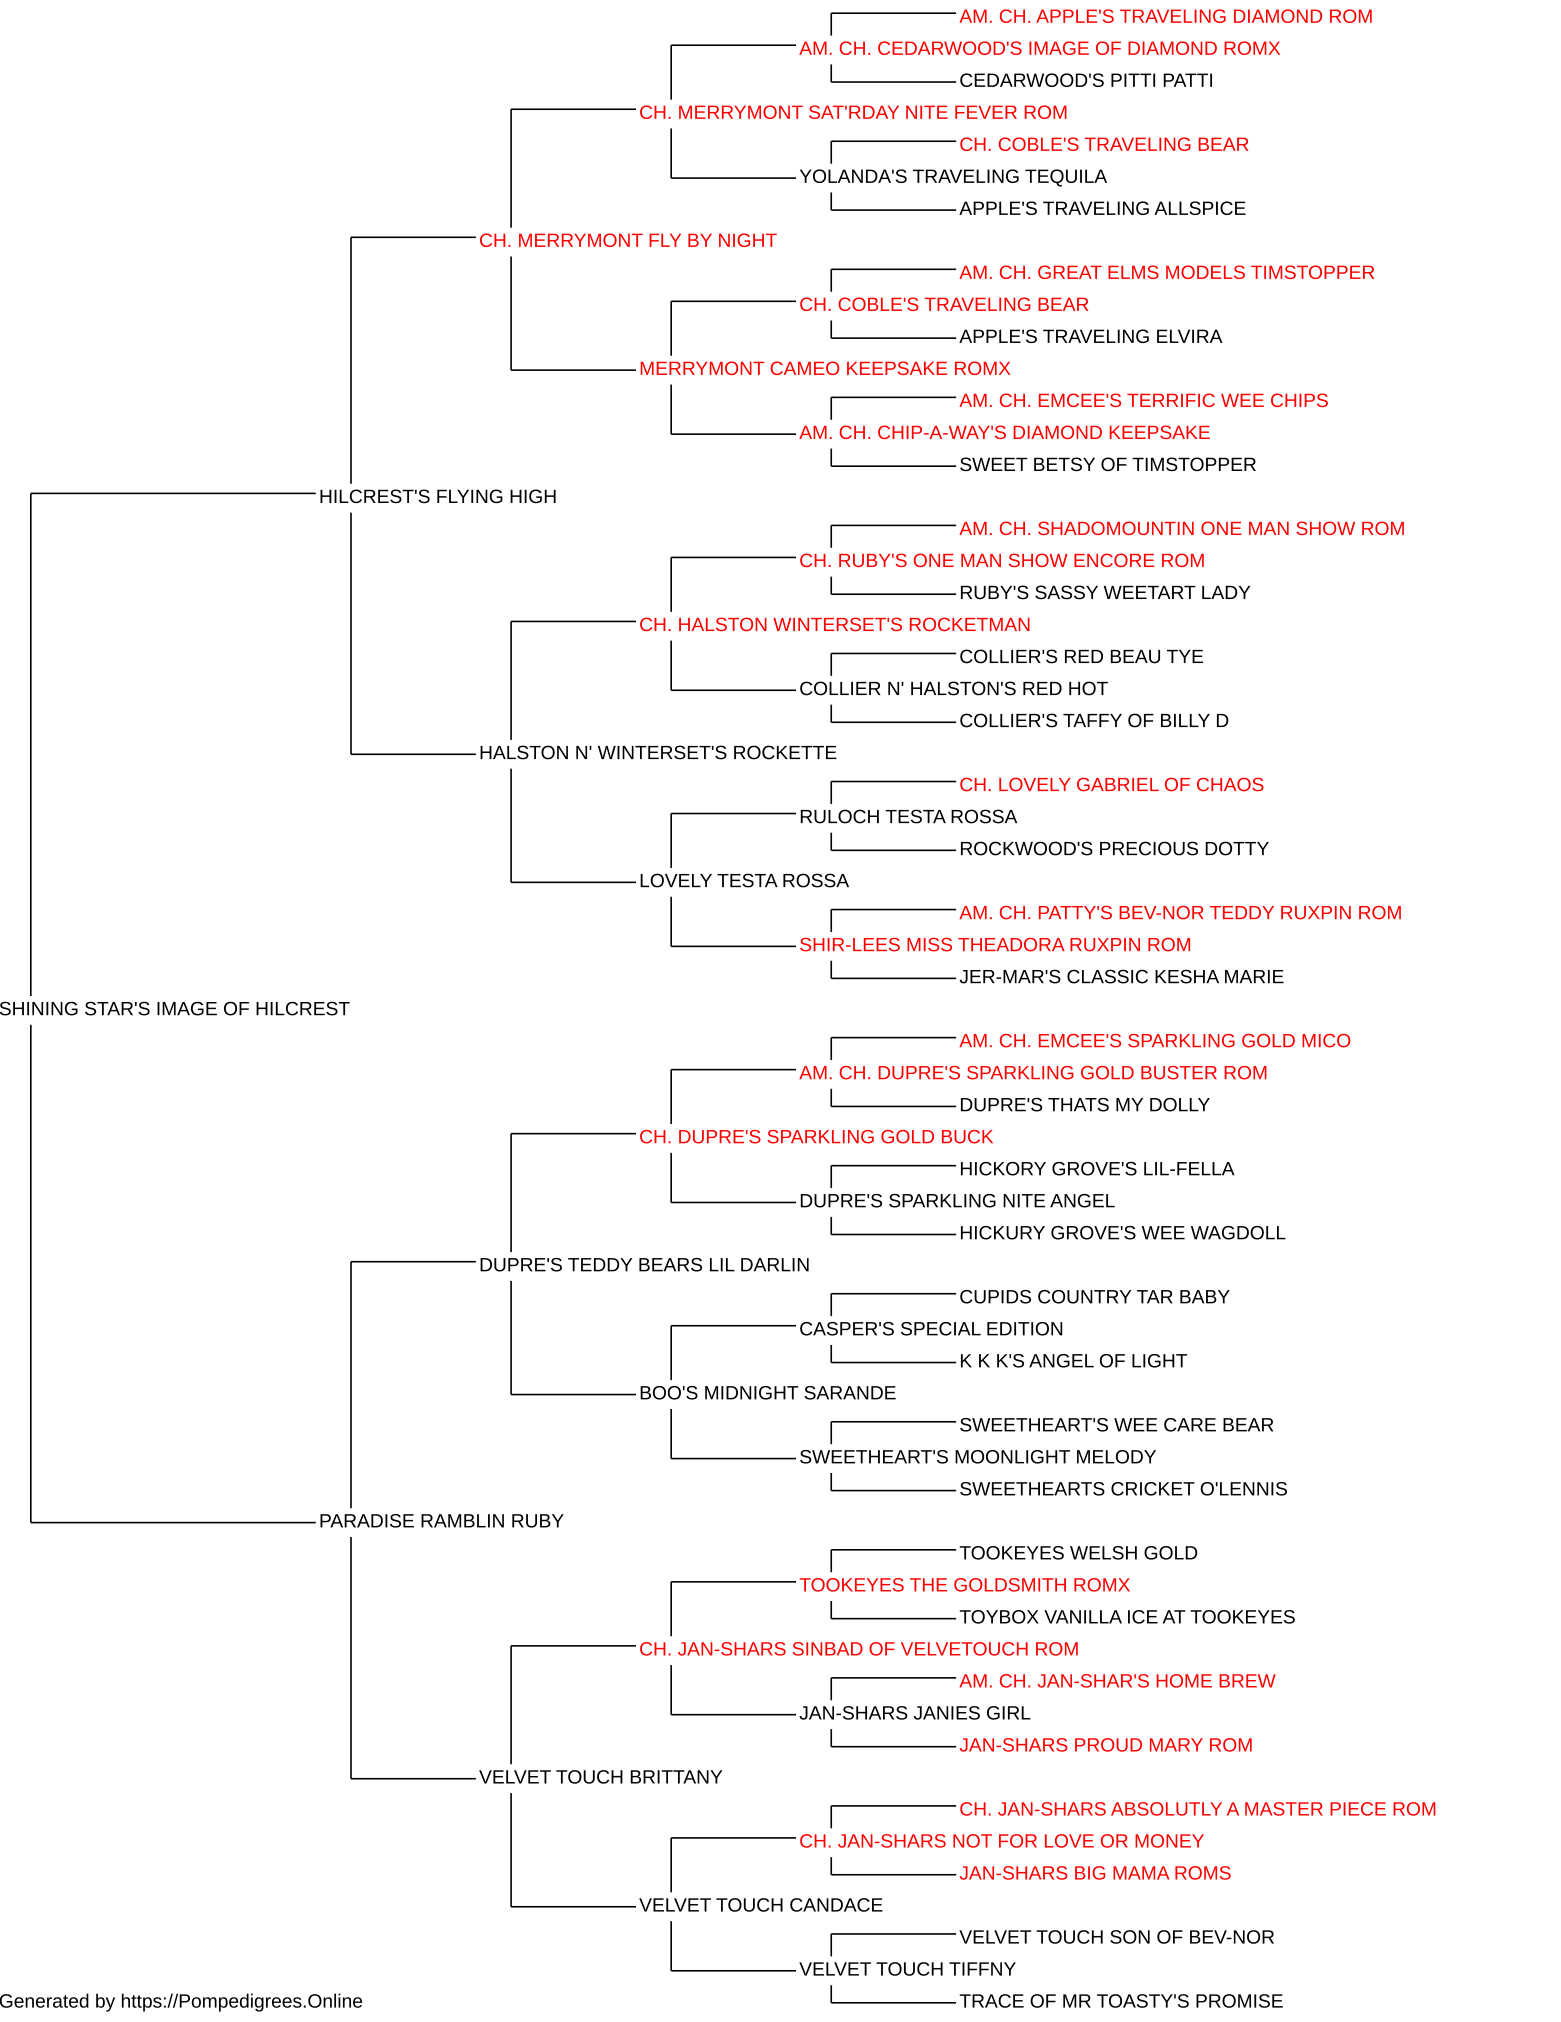 AM. CH. APPLE'S TRAVELING DIAMOND ROM
AM. CH. CEDARWOOD'S IMAGE OF DIAMOND ROMX
CEDARWOOD'S PITTI PATTI
CH. MERRYMONT SAT'RDAY NITE FEVER ROM
CH. COBLE'S TRAVELING BEAR
YOLANDA'S TRAVELING TEQUILA
APPLE'S TRAVELING ALLSPICE
CH. MERRYMONT FLY BY NIGHT
AM. CH. GREAT ELMS MODELS TIMSTOPPER
CH. COBLE'S TRAVELING BEAR
APPLE'S TRAVELING ELVIRA
MERRYMONT CAMEO KEEPSAKE ROMX
AM. CH. EMCEE'S TERRIFIC WEE CHIPS
AM. CH. CHIP-A-WAY'S DIAMOND KEEPSAKE
SWEET BETSY OF TIMSTOPPER
HILCREST'S FLYING HIGH
AM. CH. SHADOMOUNTIN ONE MAN SHOW ROM
CH. RUBY'S ONE MAN SHOW ENCORE ROM
RUBY'S SASSY WEETART LADY
CH. HALSTON WINTERSET'S ROCKETMAN
COLLIER'S RED BEAU TYE
COLLIER N' HALSTON'S RED HOT
COLLIER'S TAFFY OF BILLY D
HALSTON N' WINTERSET'S ROCKETTE
CH. LOVELY GABRIEL OF CHAOS
RULOCH TESTA ROSSA
ROCKWOOD'S PRECIOUS DOTTY
LOVELY TESTA ROSSA
AM. CH. PATTY'S BEV-NOR TEDDY RUXPIN ROM
SHIR-LEES MISS THEADORA RUXPIN ROM
JER-MAR'S CLASSIC KESHA MARIE
SHINING STAR'S IMAGE OF HILCREST
AM. CH. EMCEE'S SPARKLING GOLD MICO
AM. CH. DUPRE'S SPARKLING GOLD BUSTER ROM
DUPRE'S THATS MY DOLLY
CH. DUPRE'S SPARKLING GOLD BUCK
HICKORY GROVE'S LIL-FELLA
DUPRE'S SPARKLING NITE ANGEL
HICKURY GROVE'S WEE WAGDOLL
DUPRE'S TEDDY BEARS LIL DARLIN
CUPIDS COUNTRY TAR BABY
CASPER'S SPECIAL EDITION
K K K'S ANGEL OF LIGHT
BOO'S MIDNIGHT SARANDE
SWEETHEART'S WEE CARE BEAR
SWEETHEART'S MOONLIGHT MELODY
SWEETHEARTS CRICKET O'LENNIS
PARADISE RAMBLIN RUBY
TOOKEYES WELSH GOLD
TOOKEYES THE GOLDSMITH ROMX
TOYBOX VANILLA ICE AT TOOKEYES
CH. JAN-SHARS SINBAD OF VELVETOUCH ROM
AM. CH. JAN-SHAR'S HOME BREW
JAN-SHARS JANIES GIRL
JAN-SHARS PROUD MARY ROM
VELVET TOUCH BRITTANY
CH. JAN-SHARS ABSOLUTLY A MASTER PIECE ROM
CH. JAN-SHARS NOT FOR LOVE OR MONEY
JAN-SHARS BIG MAMA ROMS
VELVET TOUCH CANDACE
VELVET TOUCH SON OF BEV-NOR
VELVET TOUCH TIFFNY
TRACE OF MR TOASTY'S PROMISE
Generated by https://Pompedigrees.Online